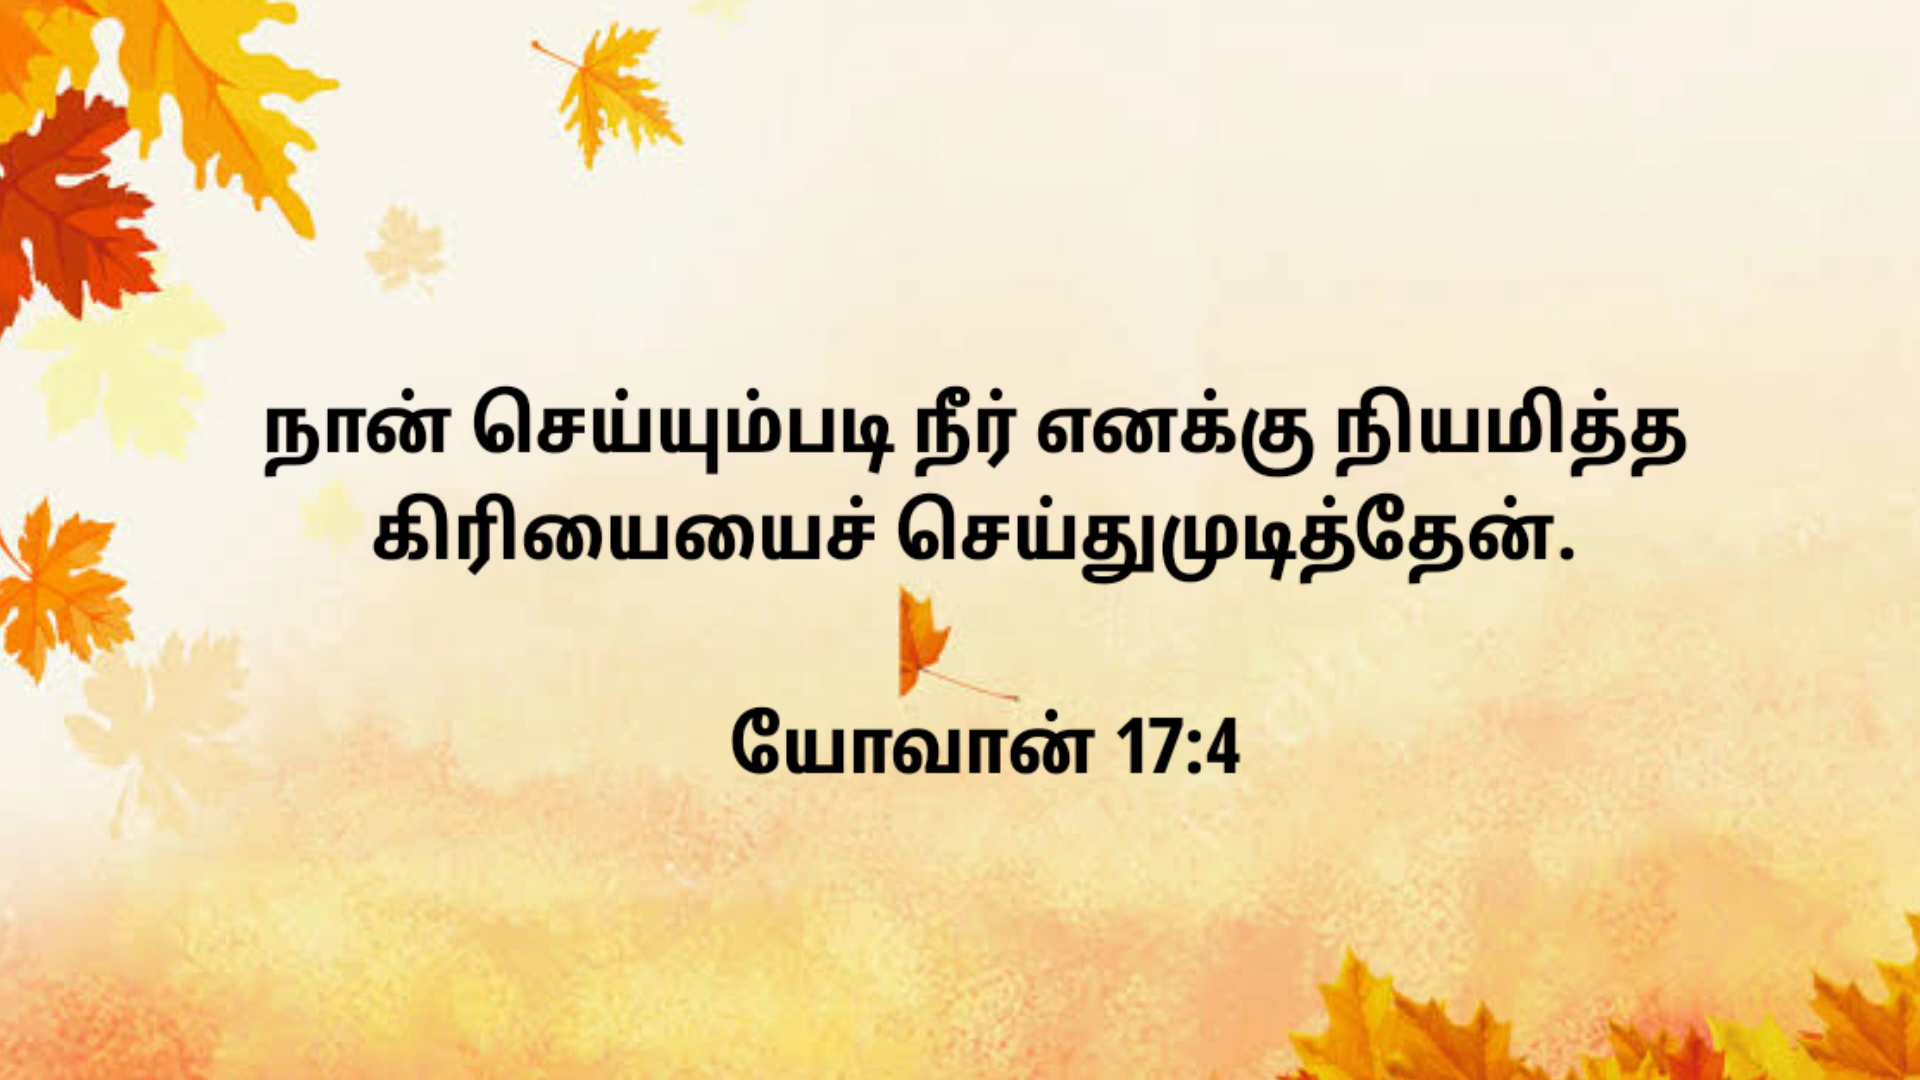 நான் செய்யும்படி நீர் எனக்கு நியமித்த
கிரியையைச் செய்துமுடித்தேன்.
யோவான் 17:4